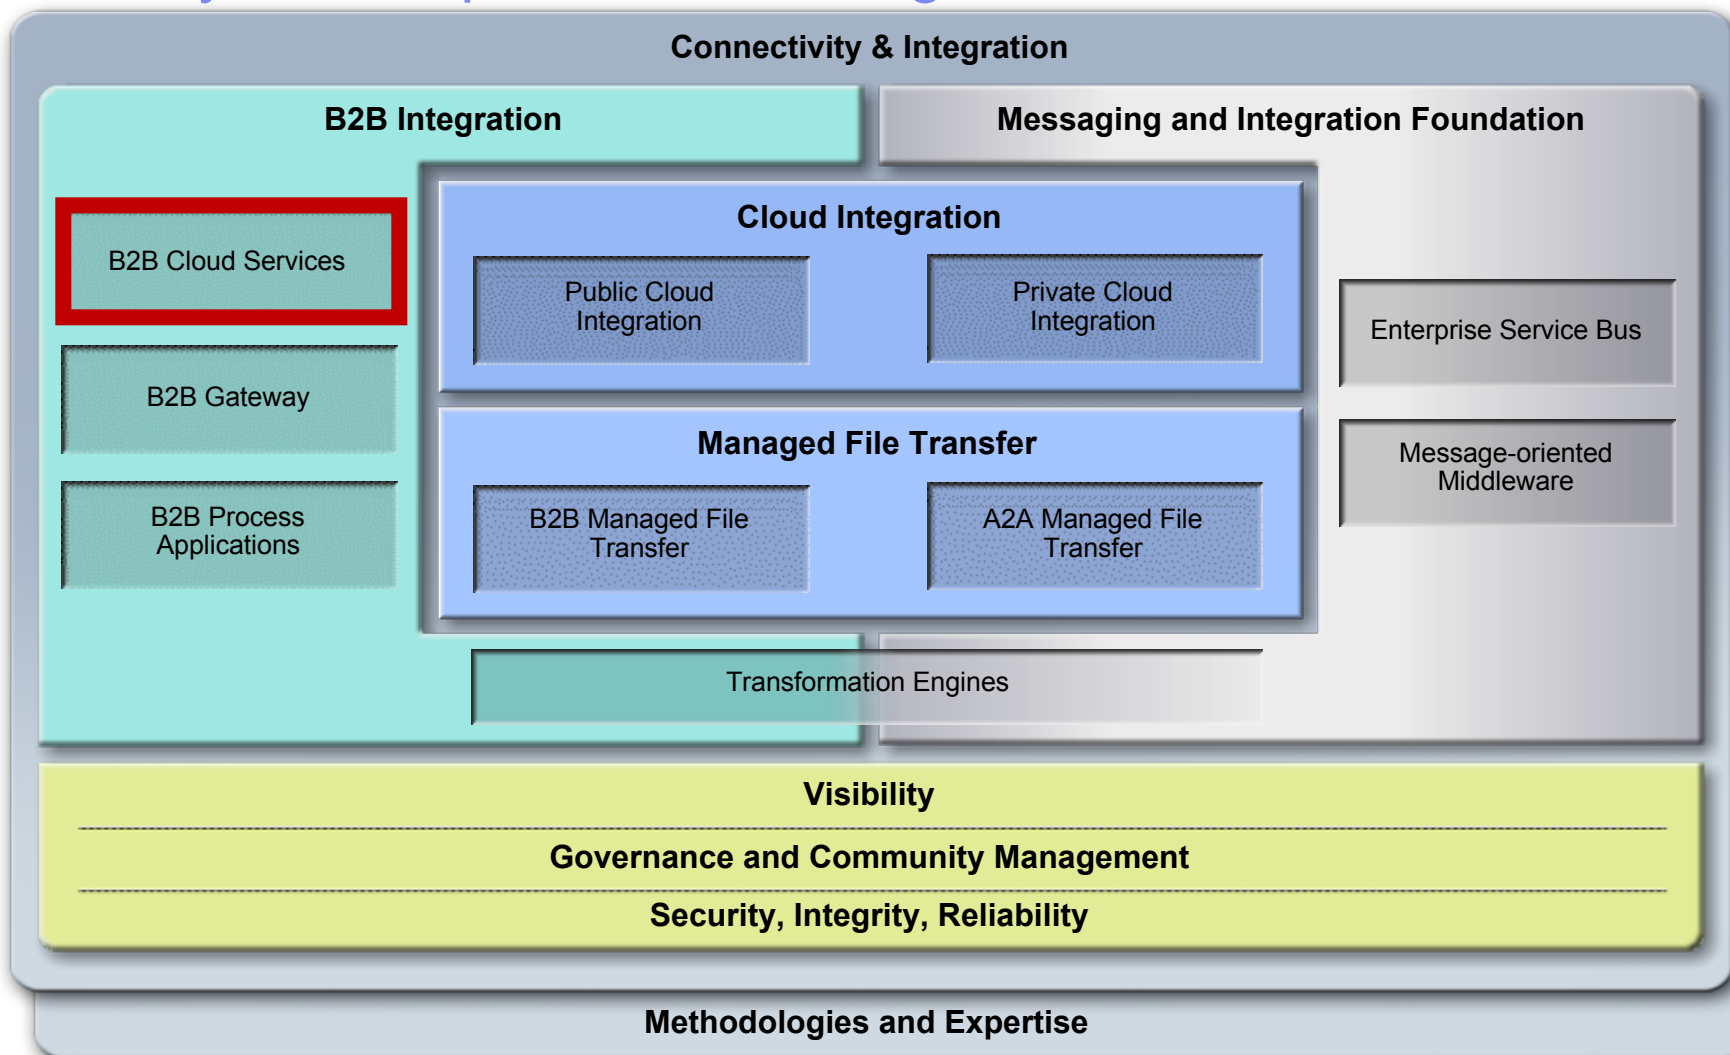 Connectivity & Integration
B2B Integration
Messaging and Integration Foundation
B2B Cloud Services
B2B Gateway
B2B Process
Applications
Cloud Integration
Public Cloud
Integration
Private Cloud
Integration
Managed File Transfer
B2B Managed File
Transfer
A2A Managed File
Transfer
Enterprise Service Bus
Message-oriented
Middleware
Transformation Engines
Visibility
Governance and Community Management
Security, Integrity, Reliability
Methodologies and Expertise